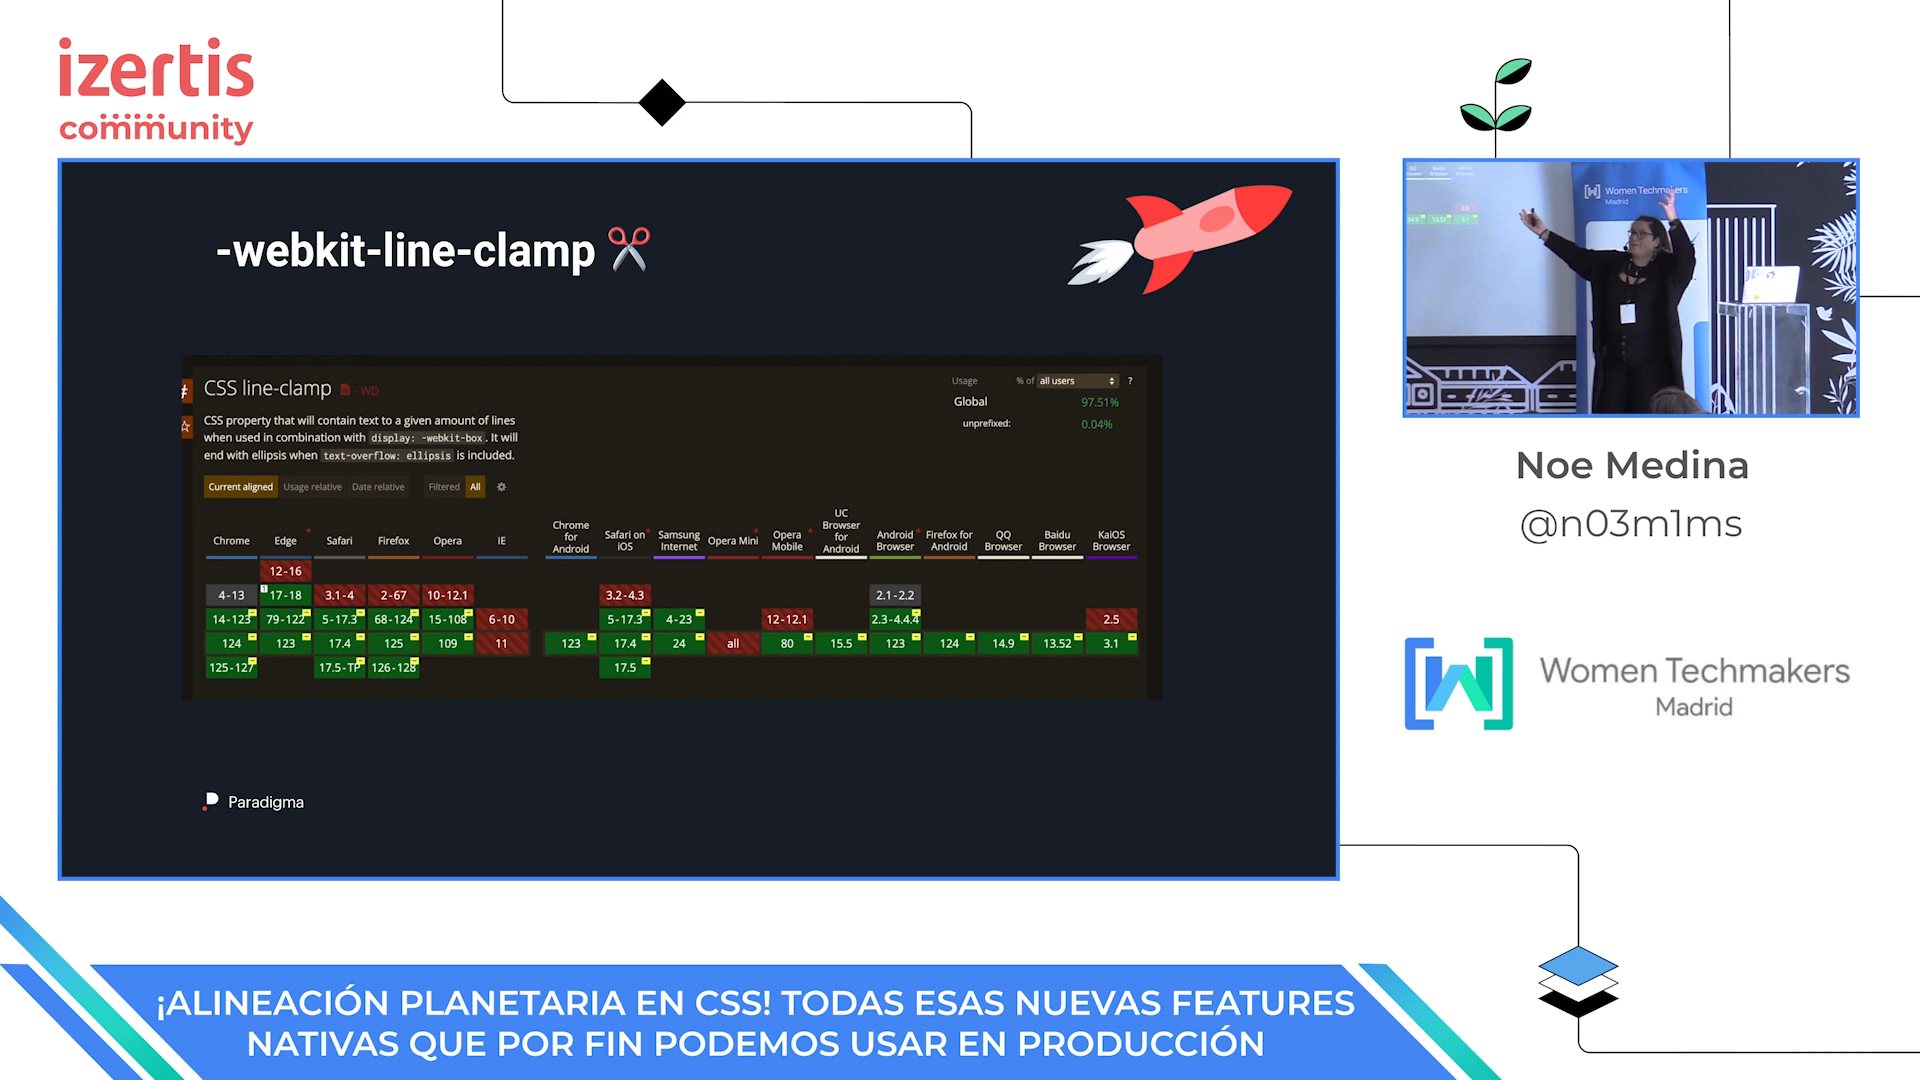 izertis
community
-webkit-line-clamp
#
CSS line-clamp - WD
Usage % of all users ?
Global 97.51%
unprefixed: 0.04%
CSS property that will contain text to a given amount of lines
when used in combination with display: -webkit-box. It will
end with ellipsis when text-overflow: ellipsis is included.
Current aligned Usage relative Date relative Filtered All
Chrome Edge * Safari Firefox Opera IE Chrome for Android Safari on iOS * Samsung Internet Opera Mini * Opera Mobile * UC Browser for Android Android Browser * Firefox for Android QQ Browser Baidu Browser KaiOS Browser
12-16
4-13 1 17-18 3.1-4 2-67 10-12.1 3.2-4.3 2.1-2.2
14-123 79-122 5-17.3 68-124 15-108 6-10 5-17.3 4-23 12-12.1 2.3-4.4.4 2.5
124 123 17.4 125 109 11 123 17.4 24 all 80 15.5 123 124 14.9 13.52 3.1
125-127 17.5-TP 126-128 17.5
Paradigma
Women Techmakers
Madrid
Noe Medina
@n03m1ms
Women Techmakers
Madrid
¡ALINEACIÓN PLANETARIA EN CSS! TODAS ESAS NUEVAS FEATURES
NATIVAS QUE POR FIN PODEMOS USAR EN PRODUCCIÓN